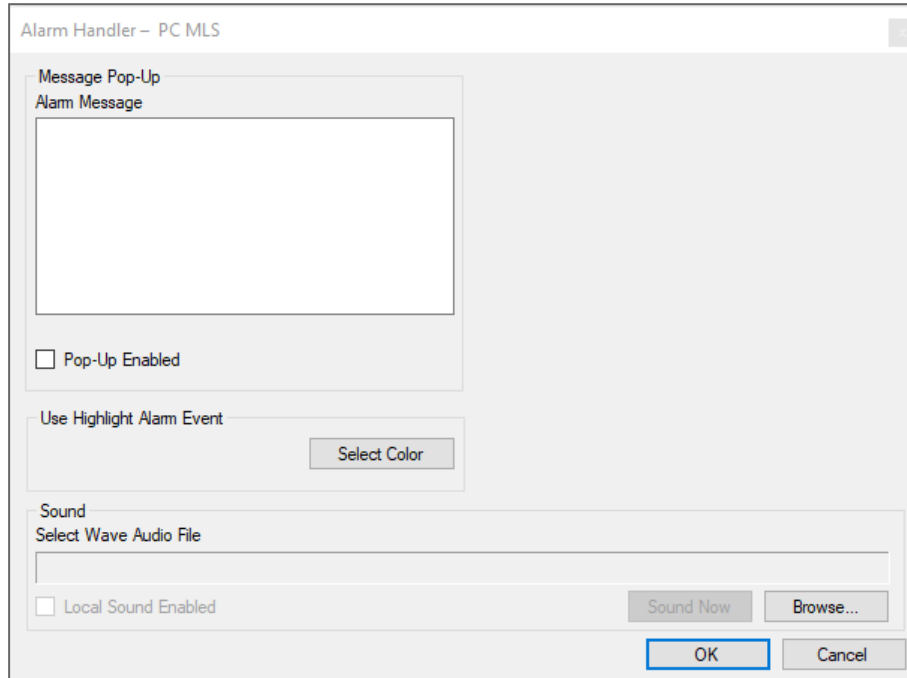 Alarm Handler – PC MLS
Message Pop-Up
Alarm Message
Pop-Up Enabled
Use Highlight Alarm Event
Select Color
Sound
Select Wave Audio File
Local Sound Enabled
Sound Now
Browse...
OK
Cancel